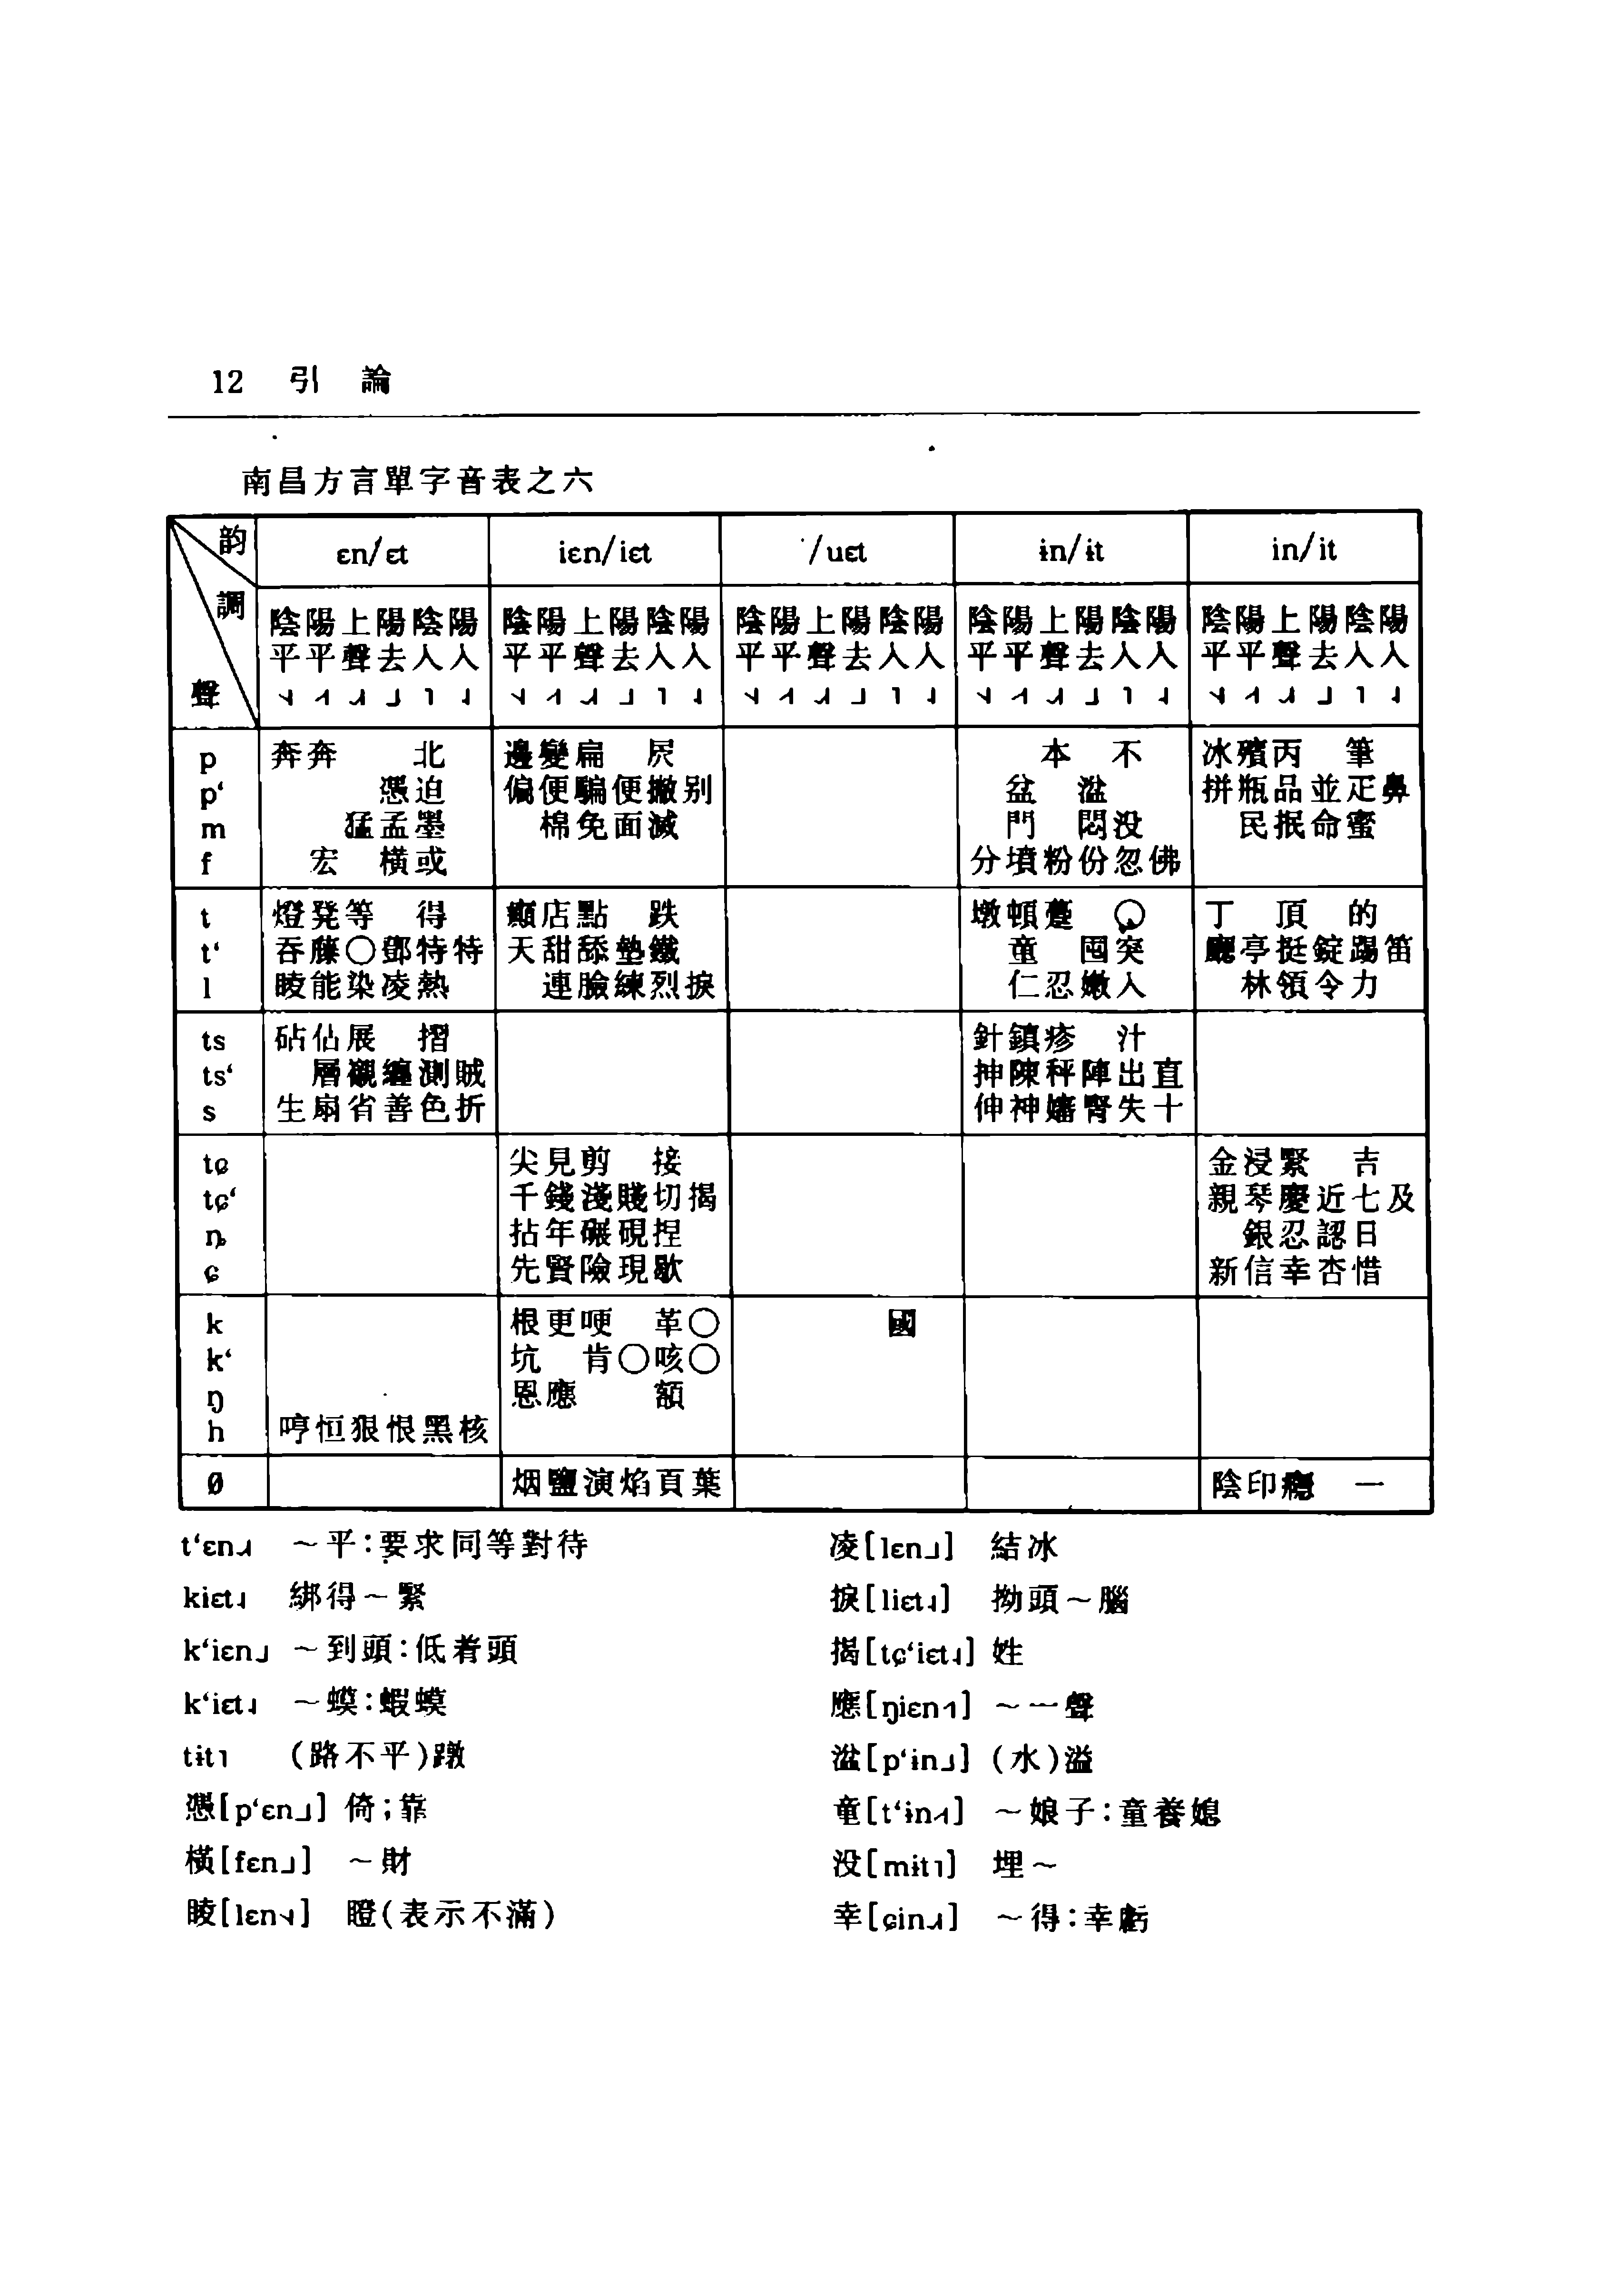 12 引 論
南昌方言單字音表之六
韵 調 聲
ɛn/ɛt iɛn/iɛt /uɛt ɨn/ɨt in/it
陰陽上陽陰陽 陰陽上陽陰陽 陰陽上陽陰陽 陰陽上陽陰陽 陰陽上陽陰陽
平平聲去入入 平平聲去入入 平平聲去入入 平平聲去入入 平平聲去入入
p 奔奔 北 邊變扁 本 不 冰殯丙 筆
p‘ 憑迫 偏便騙便撇别 盆 湓 拼瓶品並疋鼻
m 猛孟墨 棉免面滅 門 悶没 民抿命蜜
f 宏 橫或 分墳粉份忽佛
t 燈凳等 得 癲店點 跌 墩頓躉 〇 丁 頂 的
t‘ 吞藤〇鄧特特 天甜舔墊鐵 童 囤突 廳亭挺錠踢笛
l 睖能染凌熱 連臉練烈捩 仁忍嫩入 林領令力
ts 砧佔展 摺 針鎮疹 汁
ts‘ 層襯纏測賊 抻陳秤陣出直
s 生扇省善色折 伸神嬸腎失十
tɕ 尖見剪 接 金浸緊 吉
tɕ‘ 千錢淺賤切揭 親琴慶近七及
ȵ 拈年碾硯捏 銀忍認日
ɕ 先賢險現歇 新信幸杏惜
k 根更哽 革〇 國
k‘ 坑 肯〇咳〇
ŋ 恩應 額
h 哼恒狠恨黑核
ø 烟鹽演焰頁葉 陰印癮 一
t‘ɛn˩˧ ～平:要求同等對待
kiɛt˩ 綁得～緊
k‘iɛn˩ ～到頭:低着頭
k‘iɛt˩ ～蟆:蝦蟆
tɨt˥ (路不平)蹾
憑[p‘ɛn˩] 倚;靠
橫[fɛn˩] ～財
睖[lɛn˦˨] 瞪(表示不滿)
凌[lɛn˩] 結冰
捩[liɛt˩] 拗頭～腦
揭[tɕ‘iɛt˩] 姓
應[ŋiɛn˧˥] ～一聲
湓[p‘ɨn˩] (水)溢
童[t‘ɨn˨˦] ～娘子:童養媳
没[mɨt˥] 埋～
幸[ɕin˨˩˧] ～得:幸虧